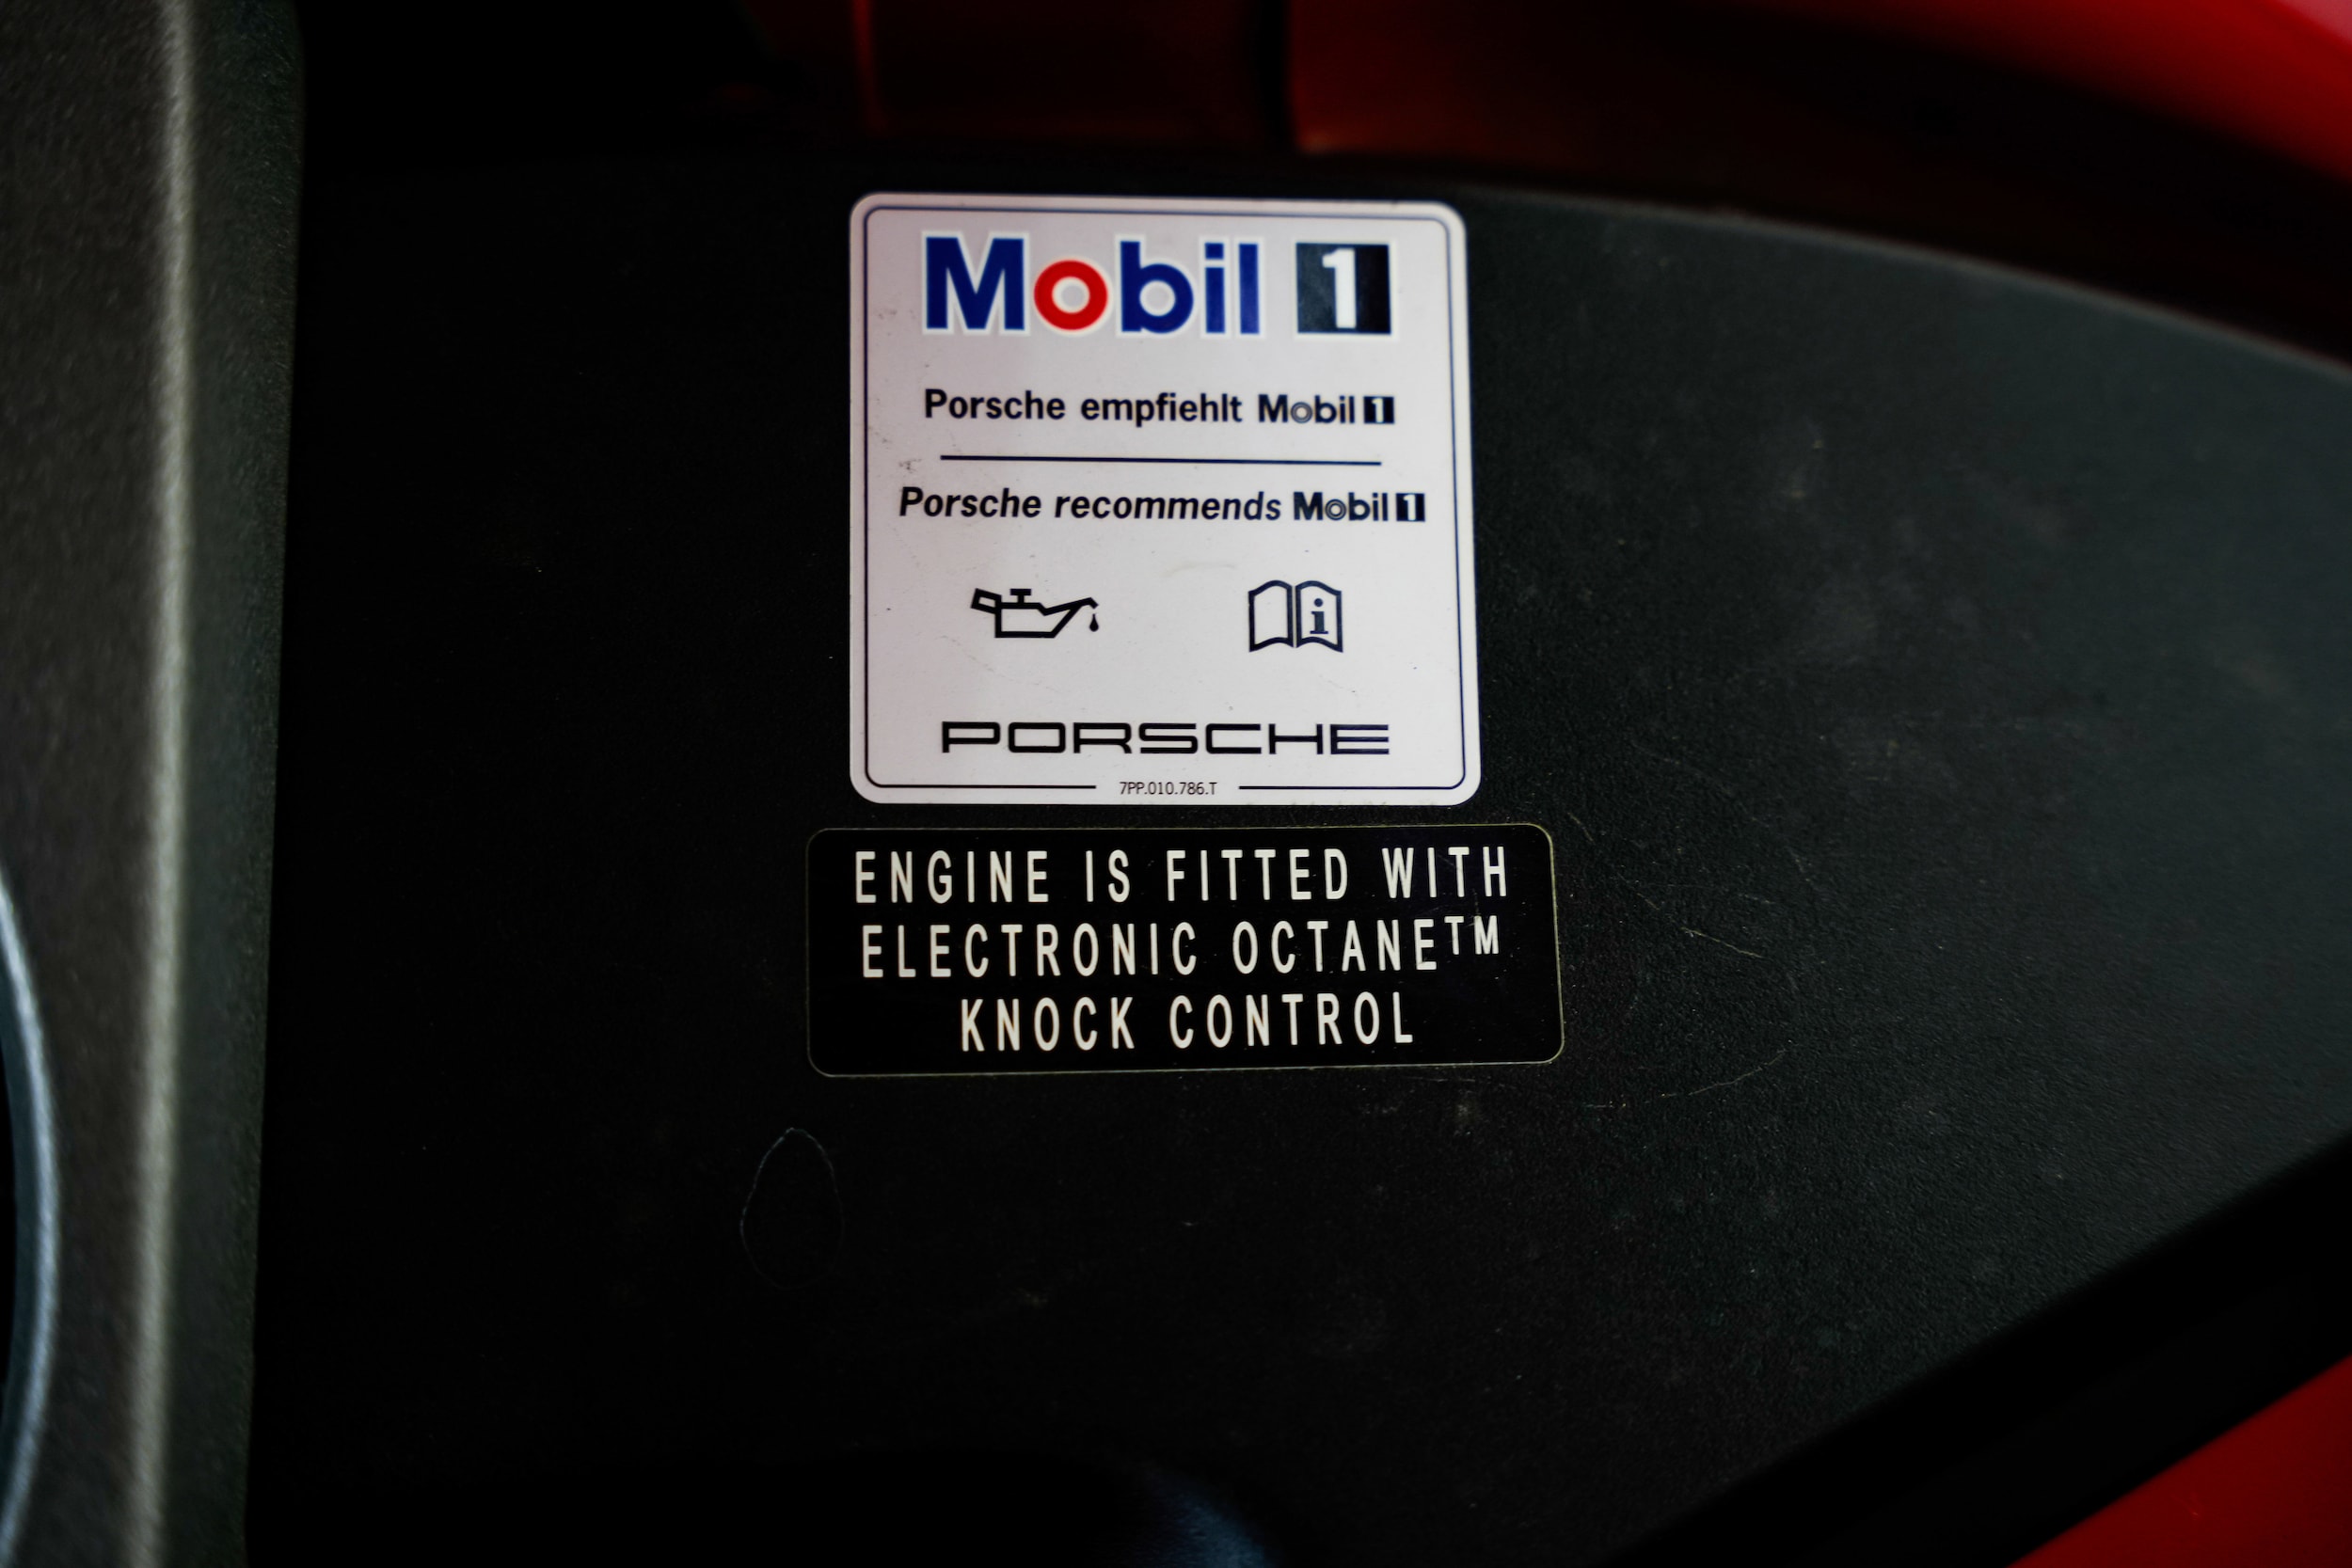 Mobil 1
Porsche empfiehlt Mobil 1
Porsche recommends Mobil 1
i
PORSCHE
7PP.010.786.T
ENGINE IS FITTED WITH
ELECTRONIC OCTANE™
KNOCK CONTROL